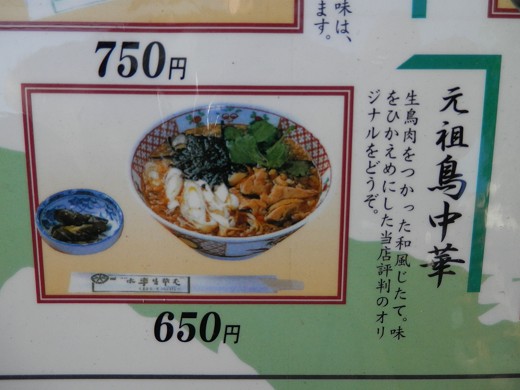 味は、
ます。
750円
元祖鳥中華
生鳥肉をつかった和風じたて。味
をひかえめにした当店評判のオリ
ジナルをどうぞ。
650円